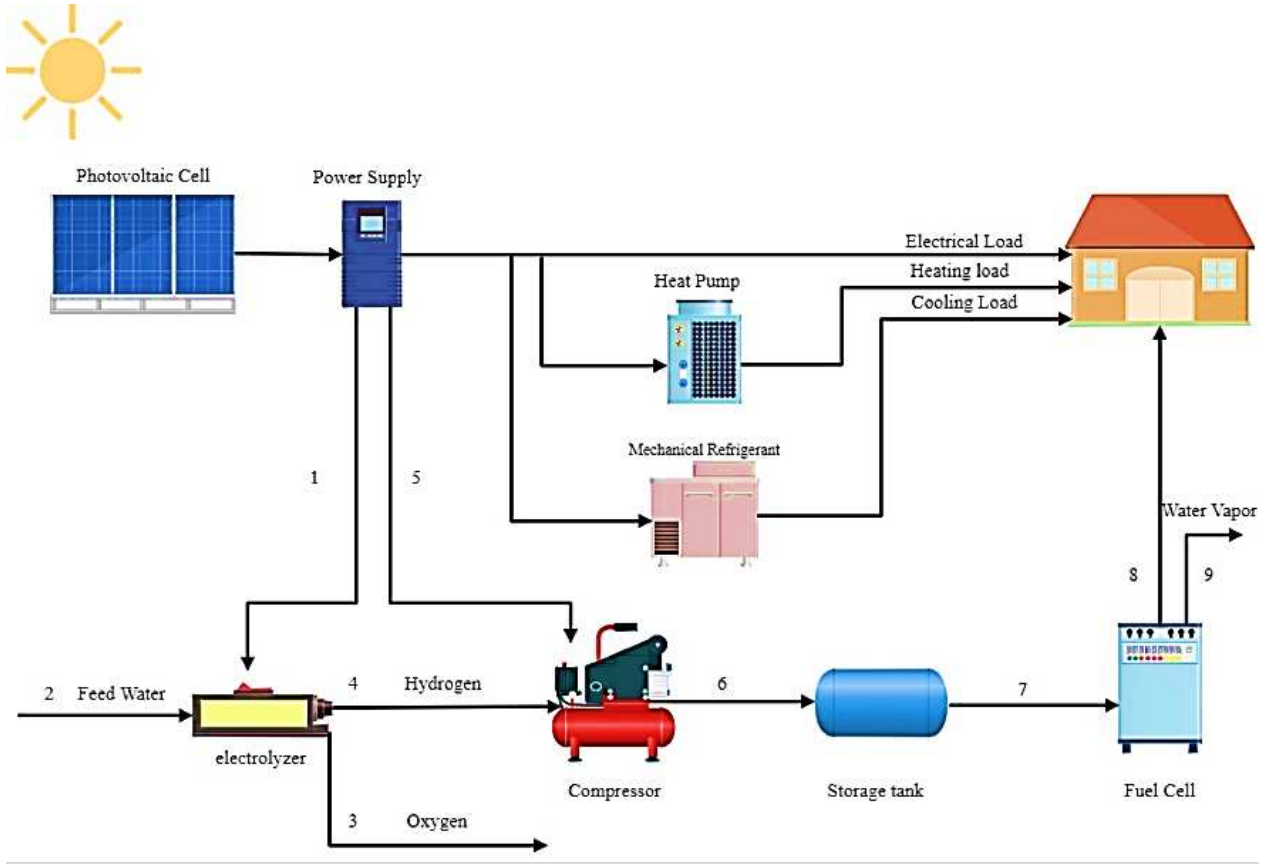 Photovoltaic Cell
Power Supply
Electrical Load
Heating load
Cooling Load
Heat Pump
Mechanical Refrigerant
1
5
Water Vapor
8
9
2 Feed Water
4 Hydrogen
6
7
electrolyzer
Compressor
Storage tank
Fuel Cell
3 Oxygen